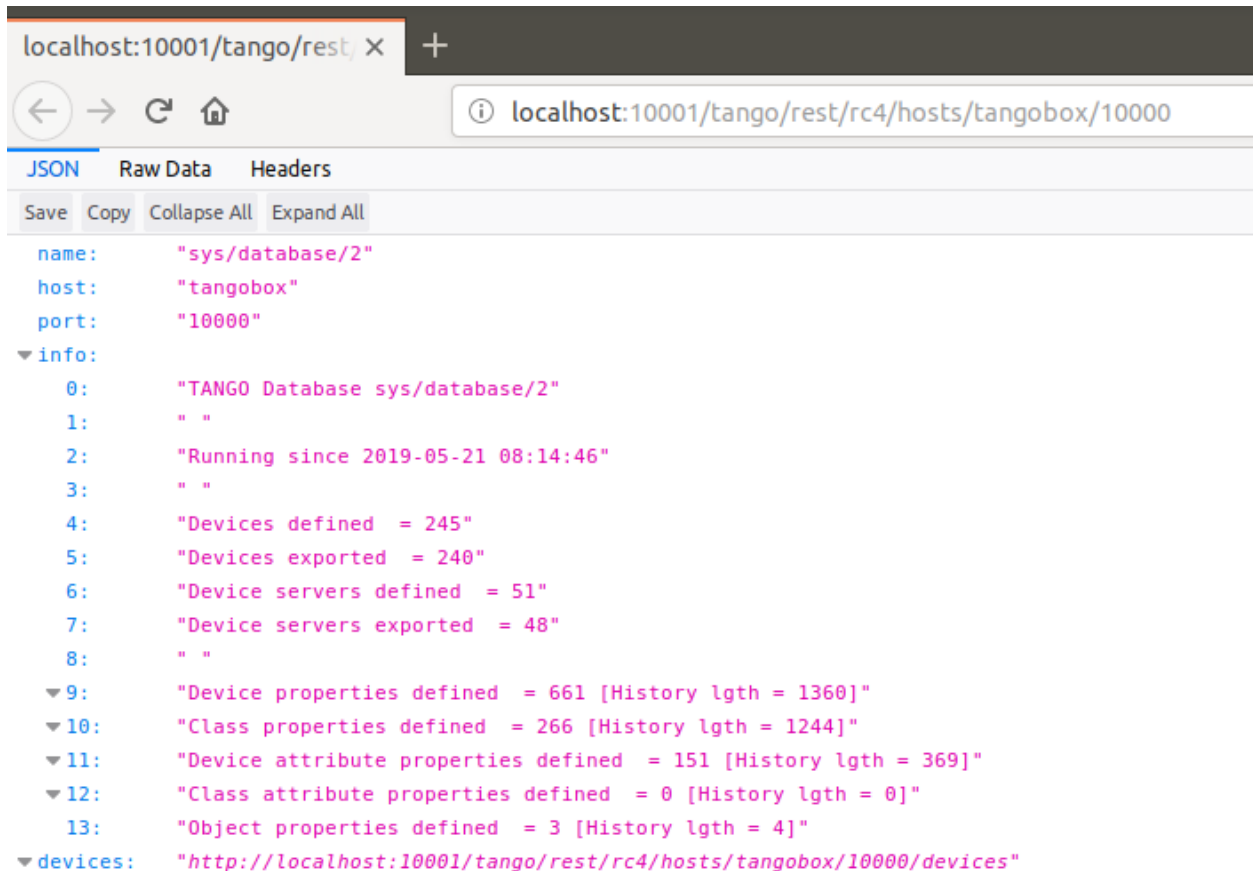 localhost:10001/tango/rest/
localhost:10001/tango/rest/rc4/hosts/tangobox/10000
JSON Raw Data Headers
Save Copy Collapse All Expand All
name: "sys/database/2"
host: "tangobox"
port: "10000"
info:
0: "TANGO Database sys/database/2"
1: " "
2: "Running since 2019-05-21 08:14:46"
3: " "
4: "Devices defined  = 245"
5: "Devices exported  = 240"
6: "Device servers defined  = 51"
7: "Device servers exported  = 48"
8: " "
9: "Device properties defined  = 661 [History lgth = 1360]"
10: "Class properties defined  = 266 [History lgth = 1244]"
11: "Device attribute properties defined  = 151 [History lgth = 369]"
12: "Class attribute properties defined  = 0 [History lgth = 0]"
13: "Object properties defined  = 3 [History lgth = 4]"
devices: "http://localhost:10001/tango/rest/rc4/hosts/tangobox/10000/devices"